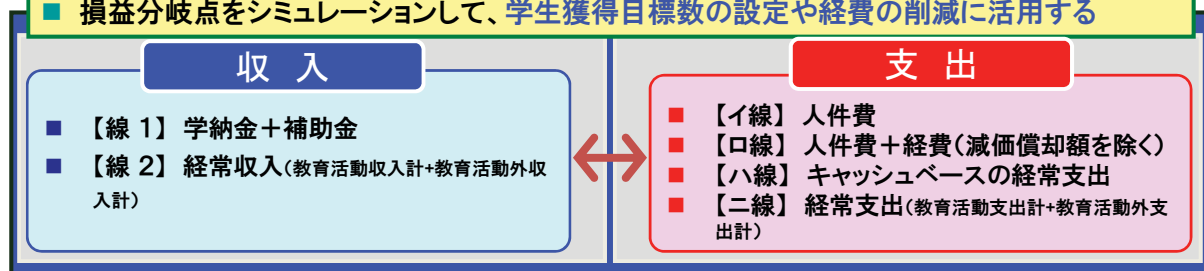 ■ 損益分岐点をシミュレーションして、学生獲得目標数の設定や経費の削減に活用する
収 入
■ 【線 1】 学納金＋補助金
■ 【線 2】 経常収入(教育活動収入計+教育活動外収
入計)
支 出
■ 【イ線】 人件費
■ 【ロ線】 人件費＋経費(減価償却額を除く)
■ 【ハ線】 キャッシュベースの経常支出
■ 【ニ線】 経常支出(教育活動支出計+教育活動外支
出計)